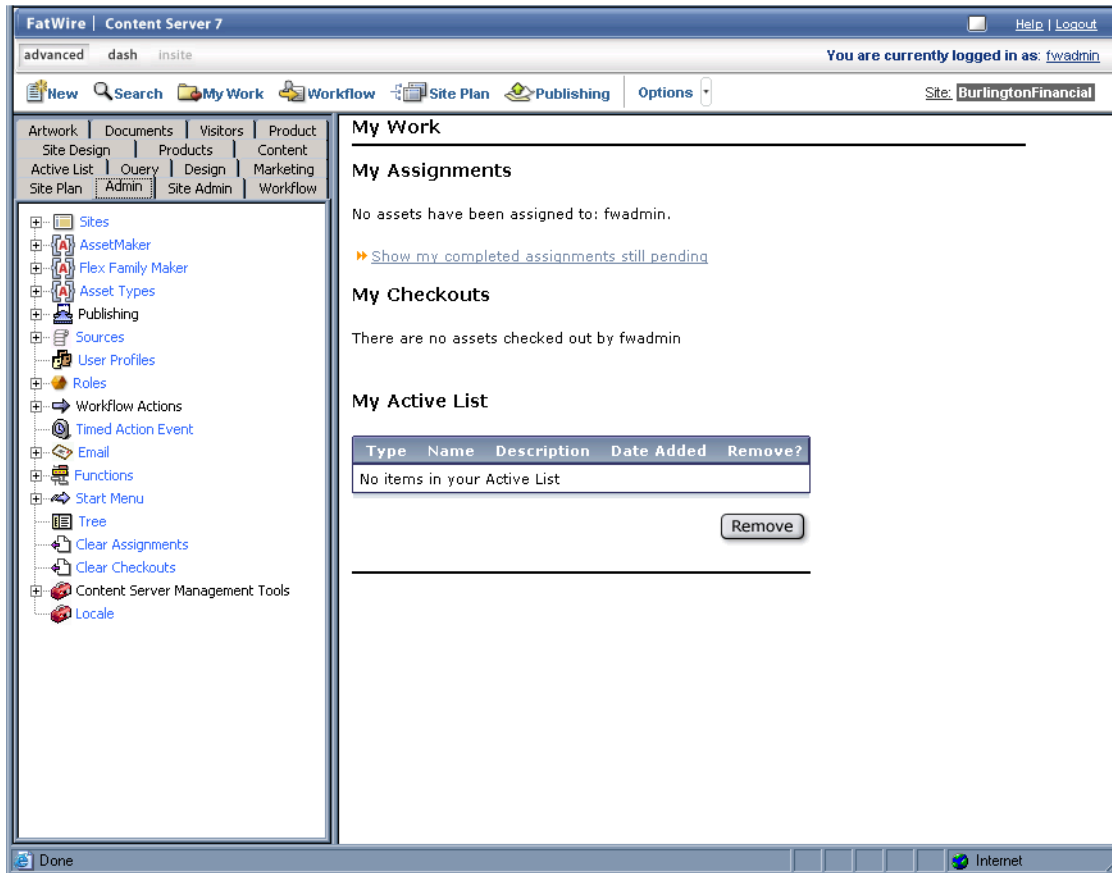 FatWire | Content Server 7
Help | Logout
advanced dash insite
You are currently logged in as: fwadmin
New Search My Work Workflow Site Plan Publishing Options
Site: BurlingtonFinancial
Artwork | Documents | Visitors | Product
Site Design | Products | Content
Active List | Query | Design | Marketing
Site Plan | Admin | Site Admin | Workflow
Sites
AssetMaker
Flex Family Maker
Asset Types
Publishing
Sources
User Profiles
Roles
Workflow Actions
Timed Action Event
Email
Functions
Start Menu
Tree
Clear Assignments
Clear Checkouts
Content Server Management Tools
Locale
My Work
My Assignments
No assets have been assigned to: fwadmin.
Show my completed assignments still pending
My Checkouts
There are no assets checked out by fwadmin
My Active List
Type Name Description Date Added Remove?
No items in your Active List
Remove
Done
Internet